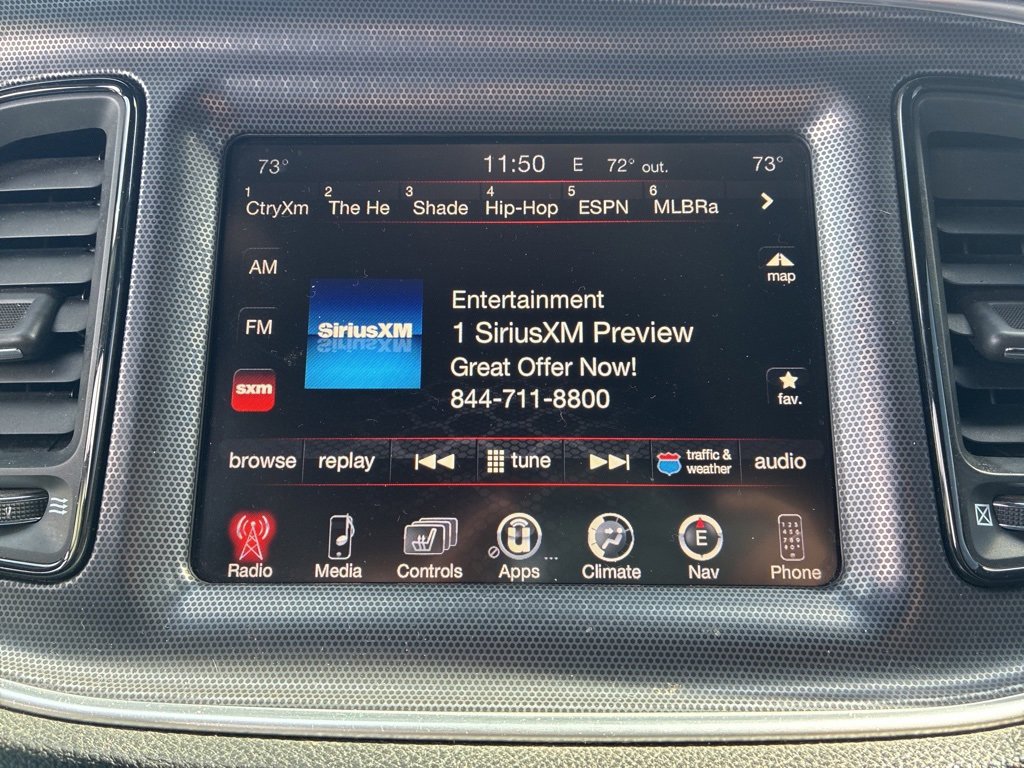 73° 11:50 E 72° out. 73°
1 2 3 4 5 6
CtryXm The He Shade Hip-Hop ESPN MLBRa
AM
map
SiriusXM
Entertainment
1 SiriusXM Preview
Great Offer Now!
844-711-8800
FM
sxm
fav.
browse replay tune traffic & weather audio
E
Radio Media Controls Apps Climate Nav Phone